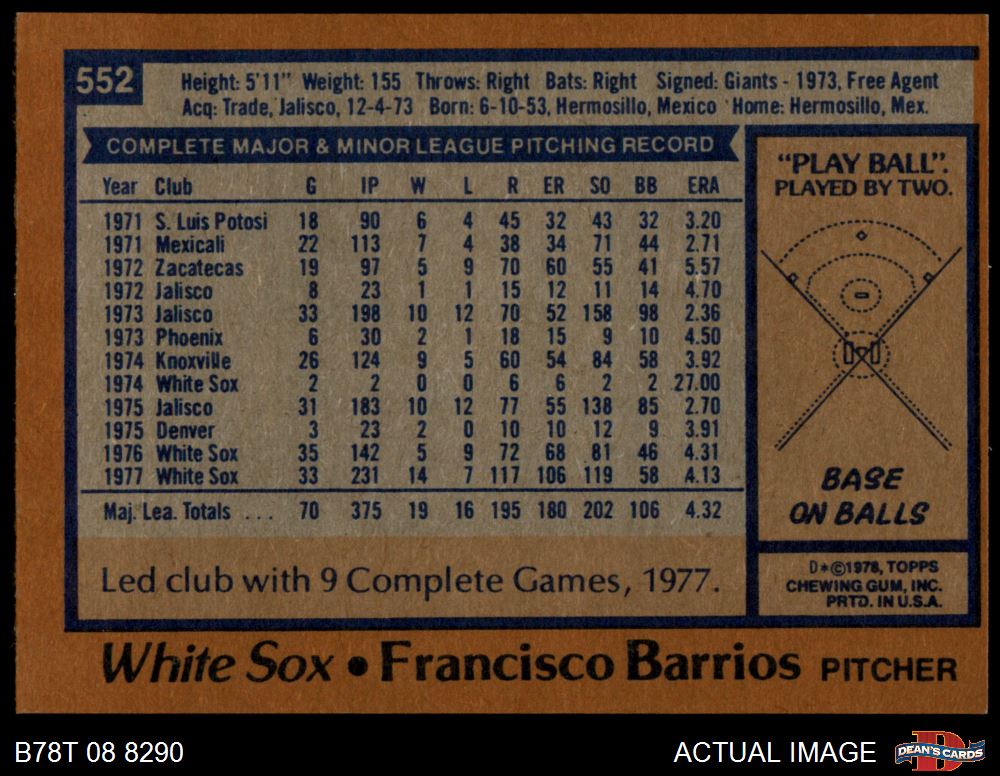 552
Height: 5'11" Weight: 155 Throws: Right Bats: Right Signed: Giants - 1973, Free Agent
Acq: Trade, Jalisco, 12-4-73 Born: 6-10-53, Hermosillo, Mexico Home: Hermosillo, Mex.
COMPLETE MAJOR & MINOR LEAGUE PITCHING RECORD
Year Club G IP W L R ER SO BB ERA
1971 S. Luis Potosi 18 90 6 4 45 32 43 32 3.20
1971 Mexicali 22 113 7 4 38 34 71 44 2.71
1972 Zacatecas 19 97 5 9 70 60 55 41 5.57
1972 Jalisco 8 23 1 1 15 12 11 14 4.70
1973 Jalisco 33 198 10 12 70 52 158 98 2.36
1973 Phoenix 6 30 2 1 18 15 9 10 4.50
1974 Knoxville 26 124 9 5 60 54 84 58 3.92
1974 White Sox 2 2 0 0 6 6 2 2 27.00
1975 Jalisco 31 183 10 12 77 55 138 85 2.70
1975 Denver 3 23 2 0 10 10 12 9 3.91
1976 White Sox 35 142 5 9 72 68 81 46 4.31
1977 White Sox 33 231 14 7 117 106 119 58 4.13
Maj. Lea. Totals ... 70 375 19 16 195 180 202 106 4.32
Led club with 9 Complete Games, 1977.
"PLAY BALL".
PLAYED BY TWO.
BASE
ON BALLS
D*©1978, TOPPS
CHEWING GUM, INC.
PRTD. IN U.S.A.
White Sox • Francisco Barrios PITCHER
B78T 08 8290
ACTUAL IMAGE
D
DEAN'S CARDS